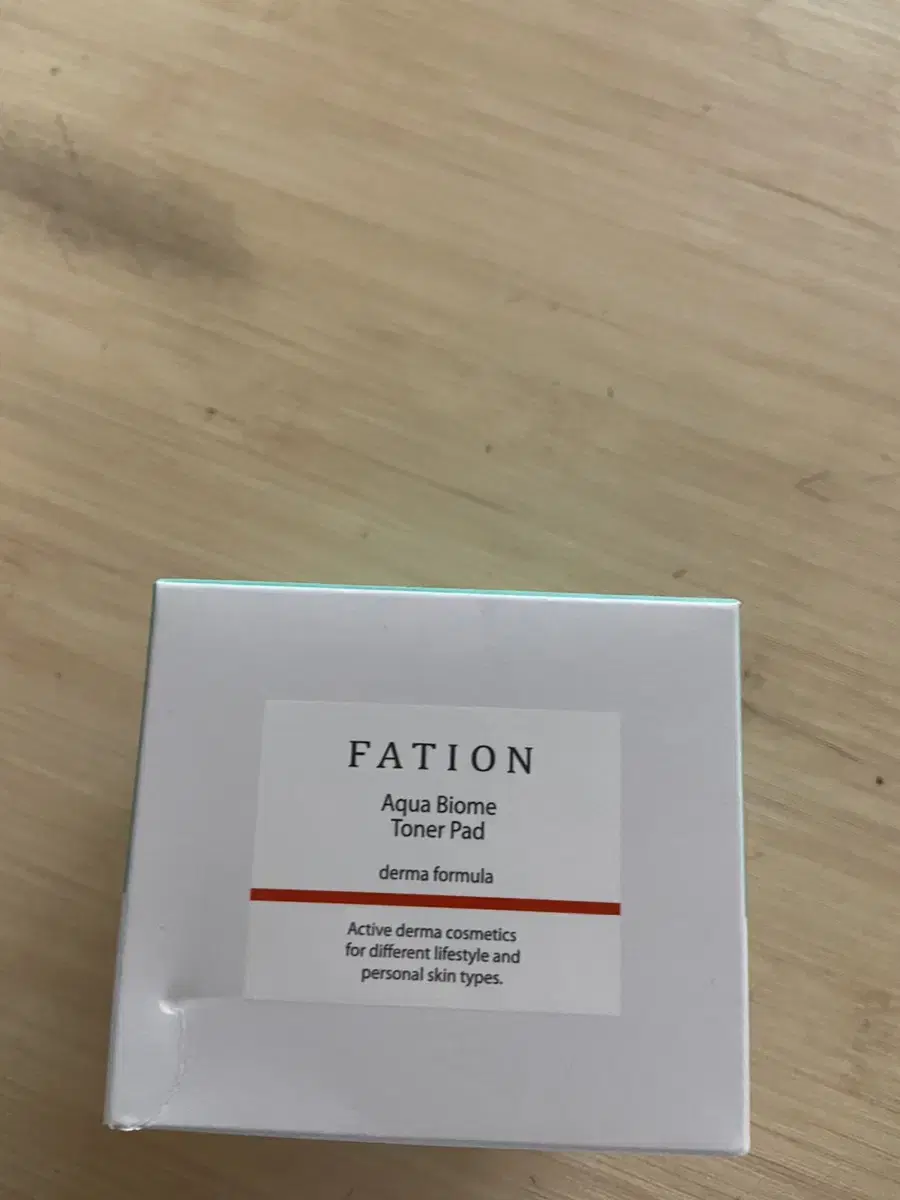 FATION
Aqua Biome
Toner Pad
derma formula
Active derma cosmetics
for different lifestyle and
personal skin types.